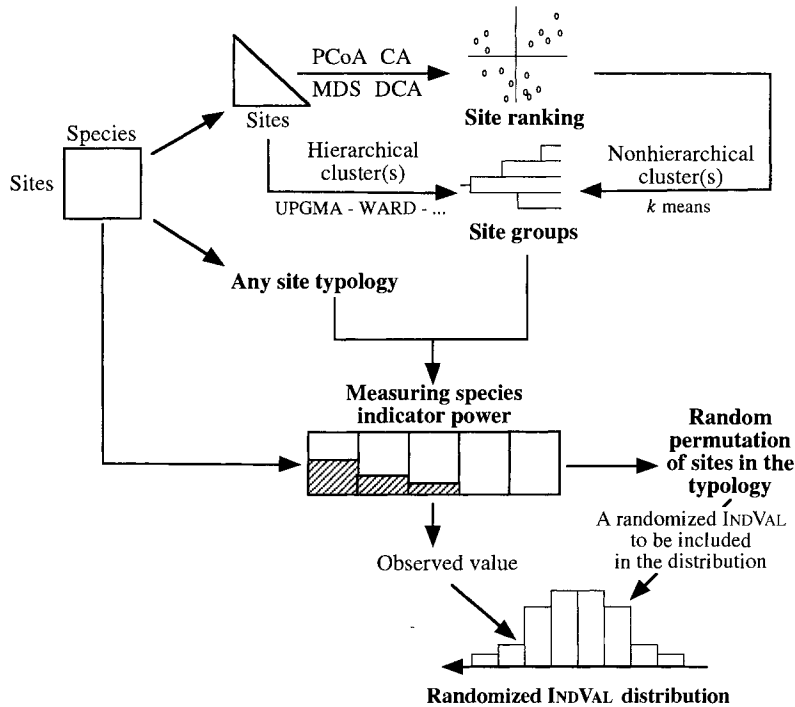 PCoA CA
MDS DCA
Sites
Site ranking
Species
Sites
Hierarchical
cluster(s)
UPGMA - WARD - ...
Nonhierarchical
cluster(s)
k means
Site groups
Any site typology
Measuring species
indicator power
Random
permutation
of sites in the
typology
A randomized INDVAL
to be included
in the distribution
Observed value
Randomized INDVAL distribution